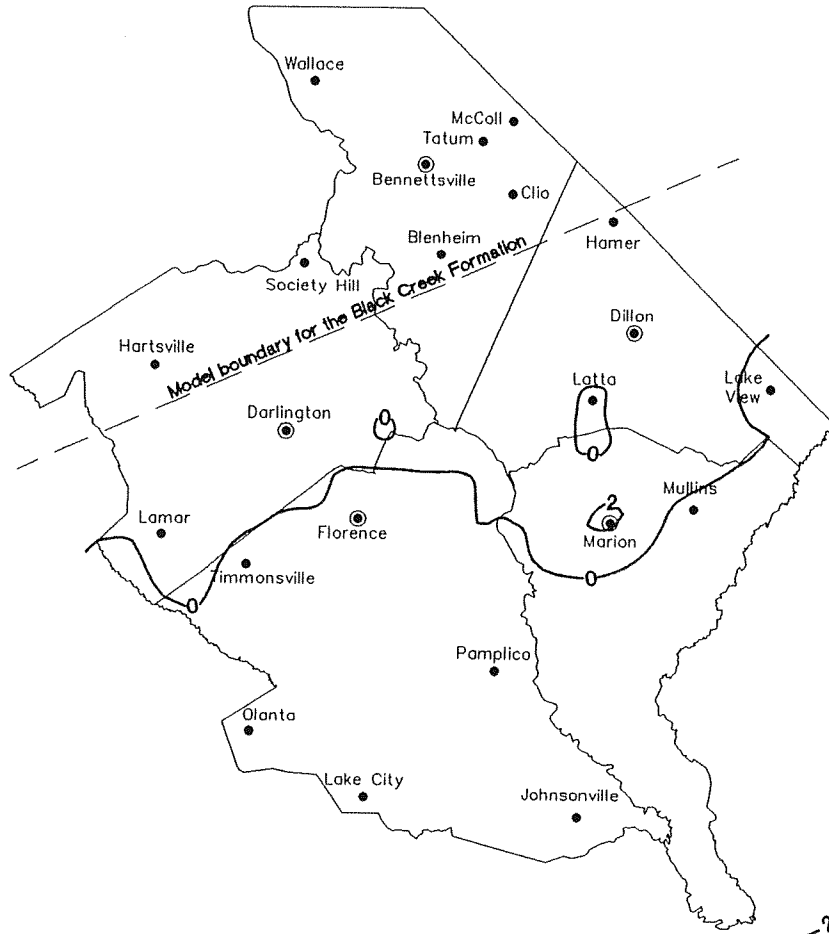 Wallace
McColl
Tatum
Bennettsville
Clio
Hamer
Blenheim
Society Hill
Model boundary for the Black Creek Formation
Dillon
Hartsville
Latta
Lake
View
Darlington
0
0
2
Mullins
Lamar
Florence
Marion
Timmonsville
0
0
Pamplico
Olanta
Lake City
Johnsonville
2